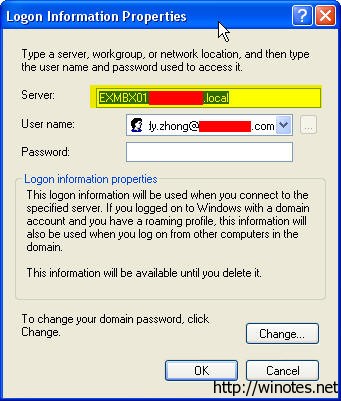 Logon Information Properties
Type a server, workgroup, or network location, and then type
the user name and password used to access it.
Server: EXMBX01 .local
User name: ly.zhong@ .com ...
Password:
Logon information properties
This logon information will be used when you connect to the
specified server. If you logged on to Windows with a domain
account and you have a roaming profile, this information will
also be used when you log on from other computers in the
domain.
This information will be available until you delete it.
To change your domain password, click
Change.
Change...
OK Cancel
http://winotes.net